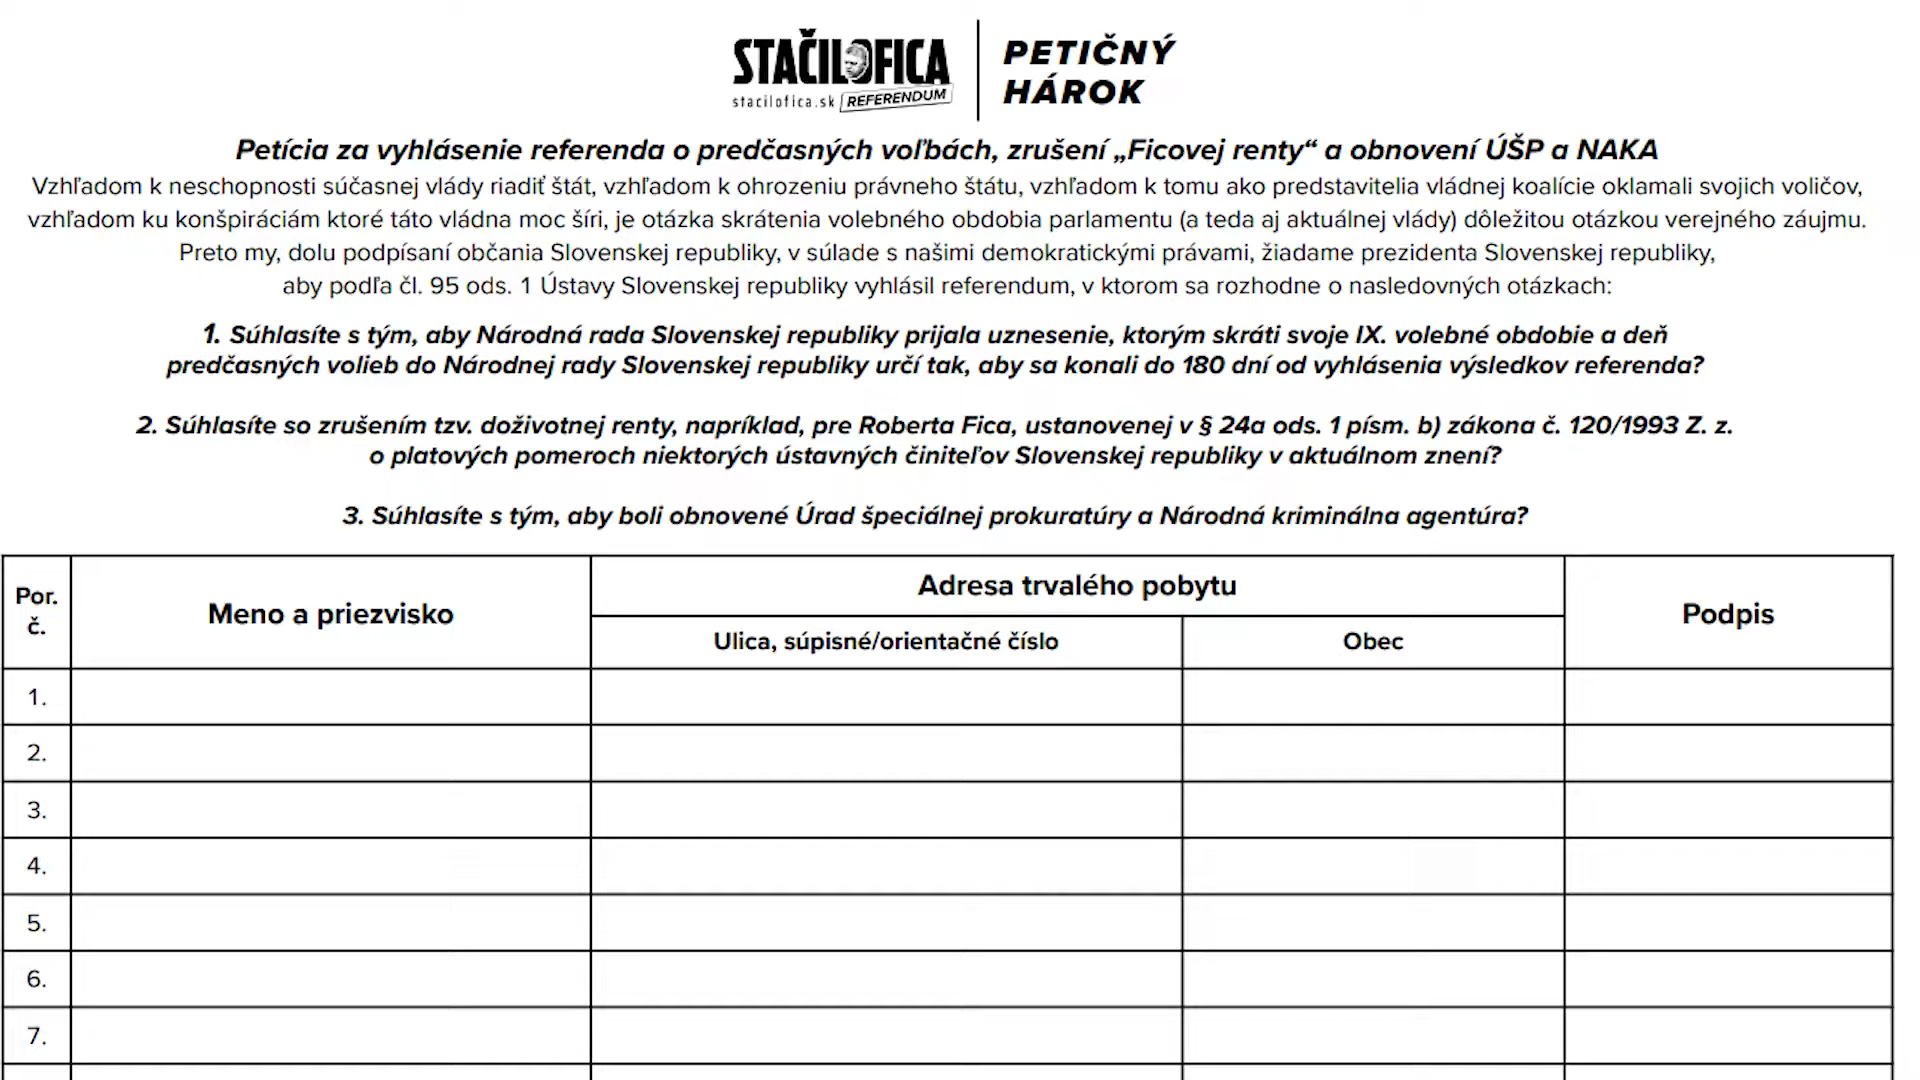 STAČILOFICA
stacilofica.sk REFERENDUM
PETIČNÝ
HÁROK
Petícia za vyhlásenie referenda o predčasných voľbách, zrušení „Ficovej renty“ a obnovení ÚŠP a NAKA
Vzhľadom k neschopnosti súčasnej vlády riadiť štát, vzhľadom k ohrozeniu právneho štátu, vzhľadom k tomu ako predstavitelia vládnej koalície oklamali svojich voličov,
vzhľadom ku konšpiráciám ktoré táto vládna moc šíri, je otázka skrátenia volebného obdobia parlamentu (a teda aj aktuálnej vlády) dôležitou otázkou verejného záujmu.
Preto my, dolu podpísaní občania Slovenskej republiky, v súlade s našimi demokratickými právami, žiadame prezidenta Slovenskej republiky,
aby podľa čl. 95 ods. 1 Ústavy Slovenskej republiky vyhlásil referendum, v ktorom sa rozhodne o nasledovných otázkach:
1. Súhlasíte s tým, aby Národná rada Slovenskej republiky prijala uznesenie, ktorým skráti svoje IX. volebné obdobie a deň
predčasných volieb do Národnej rady Slovenskej republiky určí tak, aby sa konali do 180 dní od vyhlásenia výsledkov referenda?
2. Súhlasíte so zrušením tzv. doživotnej renty, napríklad, pre Roberta Fica, ustanovenej v § 24a ods. 1 písm. b) zákona č. 120/1993 Z. z.
o platových pomeroch niektorých ústavných činiteľov Slovenskej republiky v aktuálnom znení?
3. Súhlasíte s tým, aby boli obnovené Úrad špeciálnej prokuratúry a Národná kriminálna agentúra?
Por.
č.
Meno a priezvisko
Adresa trvalého pobytu
Ulica, súpisné/orientačné číslo
Obec
Podpis
1.
2.
3.
4.
5.
6.
7.